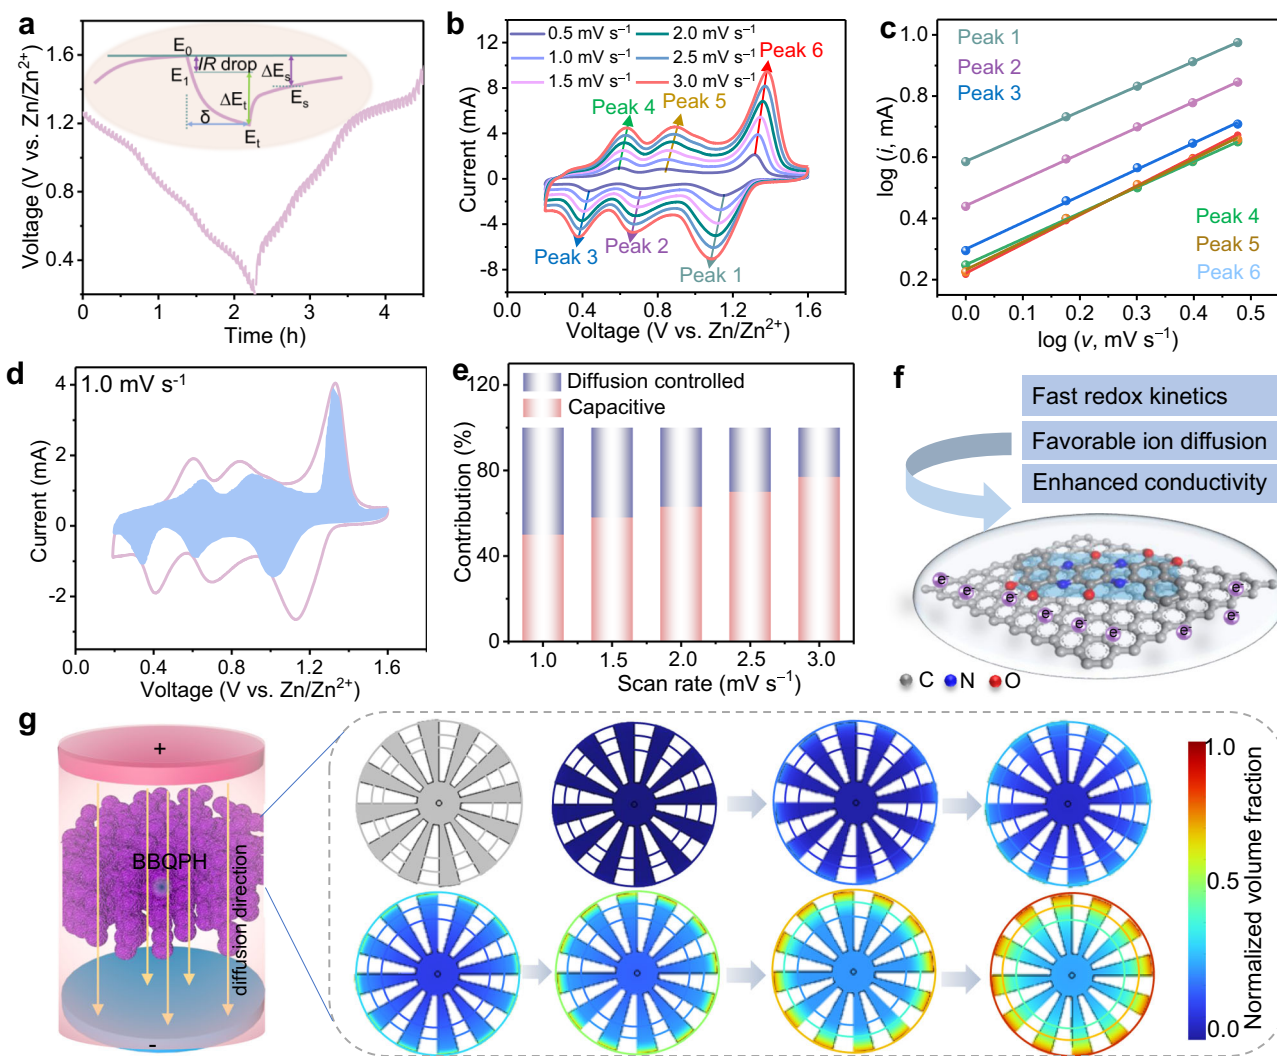 a
1.6
1.2
0.8
0.4
Voltage (V vs. Zn/Zn²⁺)
E₀
IR drop
E₁
ΔEₛ
Eₛ
ΔEₜ
δ
Eₜ
0
1
2
3
4
Time (h)
b
12
8
4
0
-4
-8
Current (mA)
0.5 mV s⁻¹
1.0 mV s⁻¹
1.5 mV s⁻¹
2.0 mV s⁻¹
2.5 mV s⁻¹
3.0 mV s⁻¹
Peak 6
Peak 4
Peak 5
Peak 3
Peak 2
Peak 1
0.0
0.4
0.8
1.2
1.6
Voltage (V vs. Zn/Zn²⁺)
c
1.0
0.8
0.6
0.4
0.2
log (i, mA)
Peak 1
Peak 2
Peak 3
Peak 4
Peak 5
Peak 6
0.0
0.1
0.2
0.3
0.4
0.5
log (v, mV s⁻¹)
d
1.0 mV s⁻¹
4
2
0
-2
Current (mA)
0.0
0.4
0.8
1.2
1.6
Voltage (V vs. Zn/Zn²⁺)
e
120
80
40
0
Contribution (%)
Diffusion controlled
Capacitive
1.0
1.5
2.0
2.5
3.0
Scan rate (mV s⁻¹)
f
Fast redox kinetics
Favorable ion diffusion
Enhanced conductivity
e⁻
e⁻
e⁻
e⁻
e⁻
e⁻
e⁻
e⁻
e⁻
C
N
O
g
+
BBQPH
diffusion direction
-
1.0
0.5
0.0
Normalized volume fraction